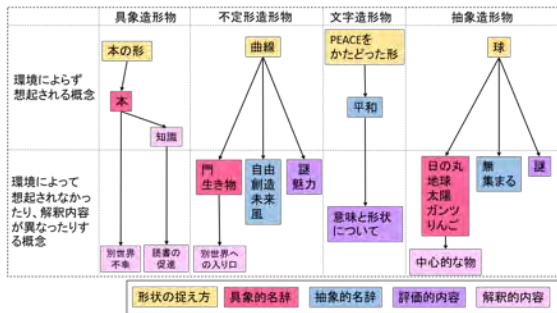 具象造形物
不定形造形物
文字造形物
抽象造形物
環境によらず
想起される概念
本の形
本
知識
曲線
PEACEを
かたどった形
平和
球
環境によって
想起されなかっ
たり、解釈内容
が異なったりす
る概念
別世界
不幸
読書の
促進
門
生き物
自由
創造
未来
風
謎
魅力
別世界へ
の入り口
意味と形状
について
日の丸
地球
太陽
ガンツ
りんご
無
集まる
謎
中心的な物
形状の捉え方
具象的名辞
抽象的名辞
評価的内容
解釈的内容